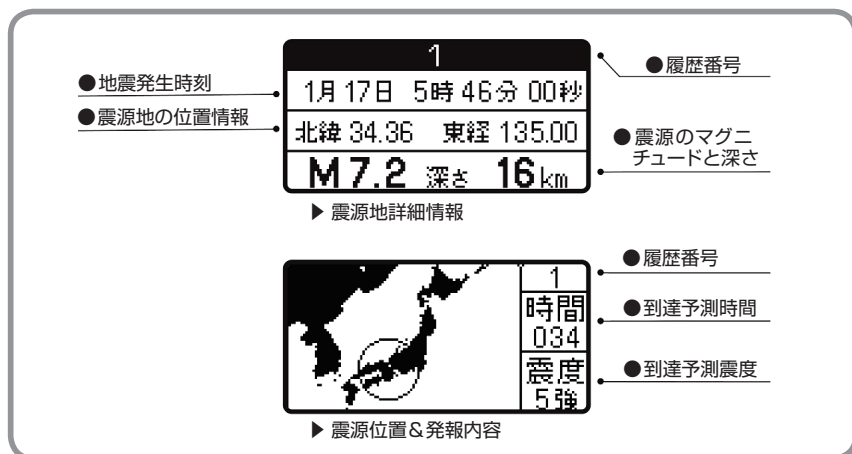 1
●地震発生時刻
●履歴番号
1月17日 5時46分00秒
●震源地の位置情報
北緯 34.36 東経 135.00
●震源のマグニ
チュードと深さ
M 7.2 深さ 16km
▶ 震源地詳細情報
●履歴番号
1
時間
034
●到達予測時間
震度
5強
●到達予測震度
▶ 震源位置＆発報内容